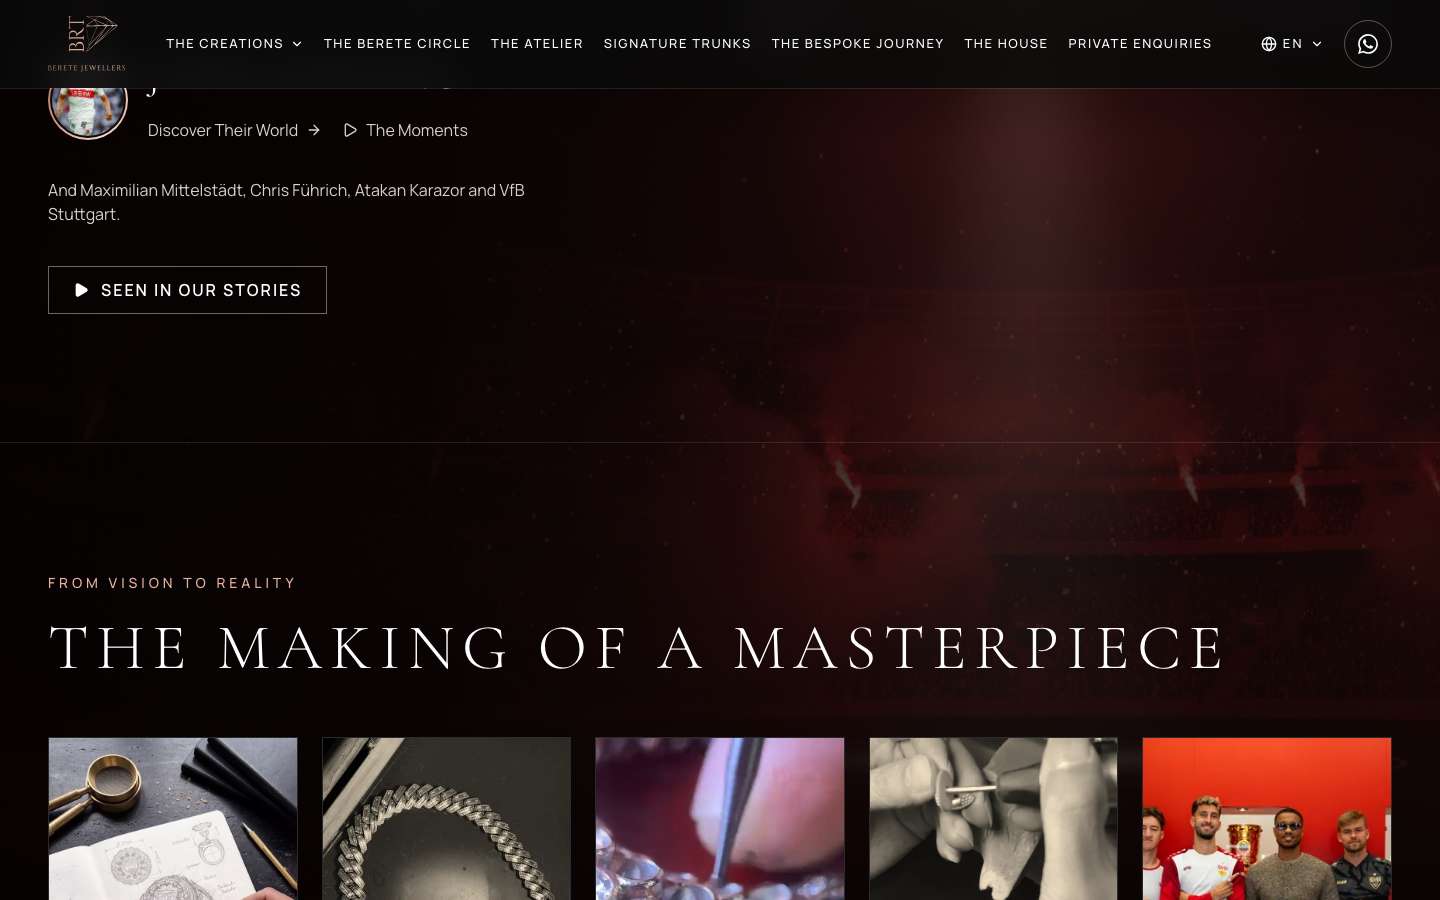 BRT
BERETE JEWELLERS
THE CREATIONS
THE BERETE CIRCLE
THE ATELIER
SIGNATURE TRUNKS
THE BESPOKE JOURNEY
THE HOUSE
PRIVATE ENQUIRIES
EN
Discover Their World
The Moments
And Maximilian Mittelstädt, Chris Führich, Atakan Karazor and VfB
Stuttgart.
SEEN IN OUR STORIES
FROM VISION TO REALITY
THE MAKING OF A MASTERPIECE